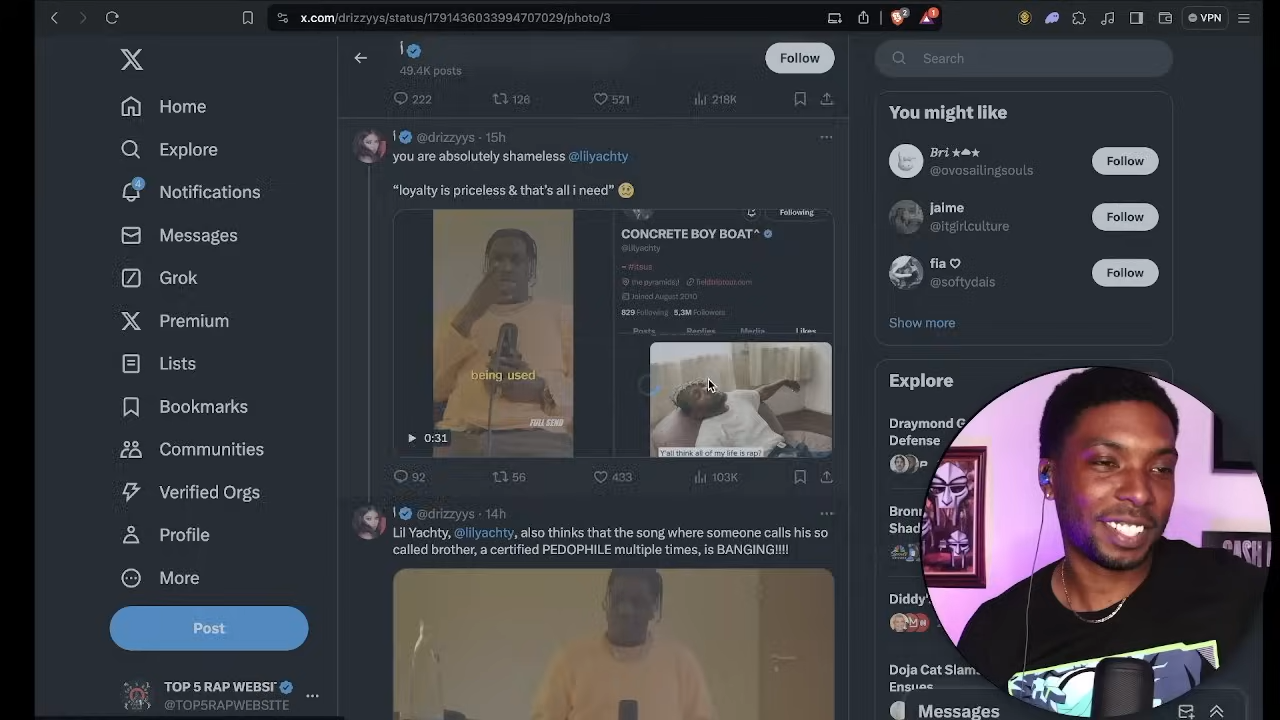 x.com/drizzyys/status/1791436033994707029/photo/3
2
1
VPN
X
Home
Explore
4
Notifications
Messages
Grok
Premium
Lists
Bookmarks
Communities
Verified Orgs
Profile
More
Post
TOP 5 RAP WEBSI
@TOP5RAPWEBSITE
49.4K posts
Follow
222
126
521
218K
@drizzyys · 15h
you are absolutely shameless @lilyachty
“loyalty is priceless & that’s all i need” 🥴
being used
FULL SEND
0:31
Following
CONCRETE BOY BOAT^
@lilyachty
~ #itsus
the pyramids;)
Joined August 2010
829 Following 5,3M Followers
Posts Replies Media Likes
Y'all think all of my life is rap?
92
56
433
103K
@drizzyys · 14h
Lil Yachty, @lilyachty, also thinks that the song where someone calls his so
called brother, a certified PEDOPHILE multiple times, is BANGING!!!!
Search
You might like
Bri ★☁★
@ovosailingsouls
Follow
jaime
@itgirlculture
Follow
fia ♡
@softydais
Follow
Show more
Explore
Draymond G
Defense
Bron
Shad
Diddy'
Doja Cat Slam
Ensues
Messages